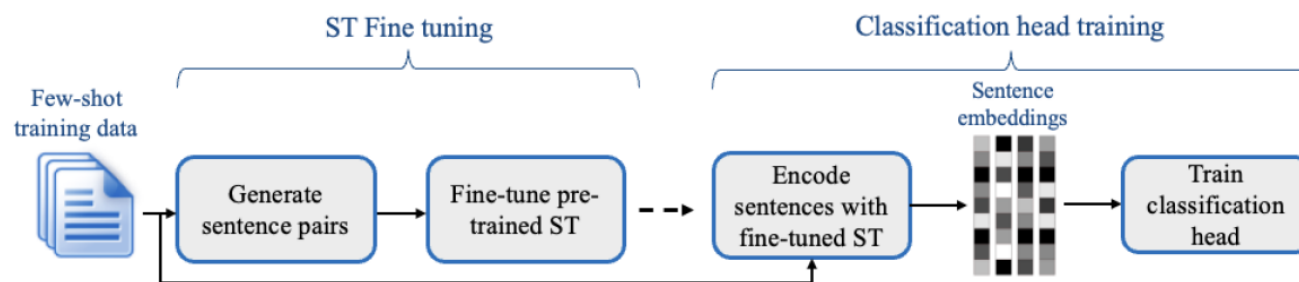 ST Fine tuning
Classification head training
Few-shot
training data
Generate
sentence pairs
Fine-tune pre-
trained ST
Encode
sentences with
fine-tuned ST
Sentence
embeddings
Train
classification
head